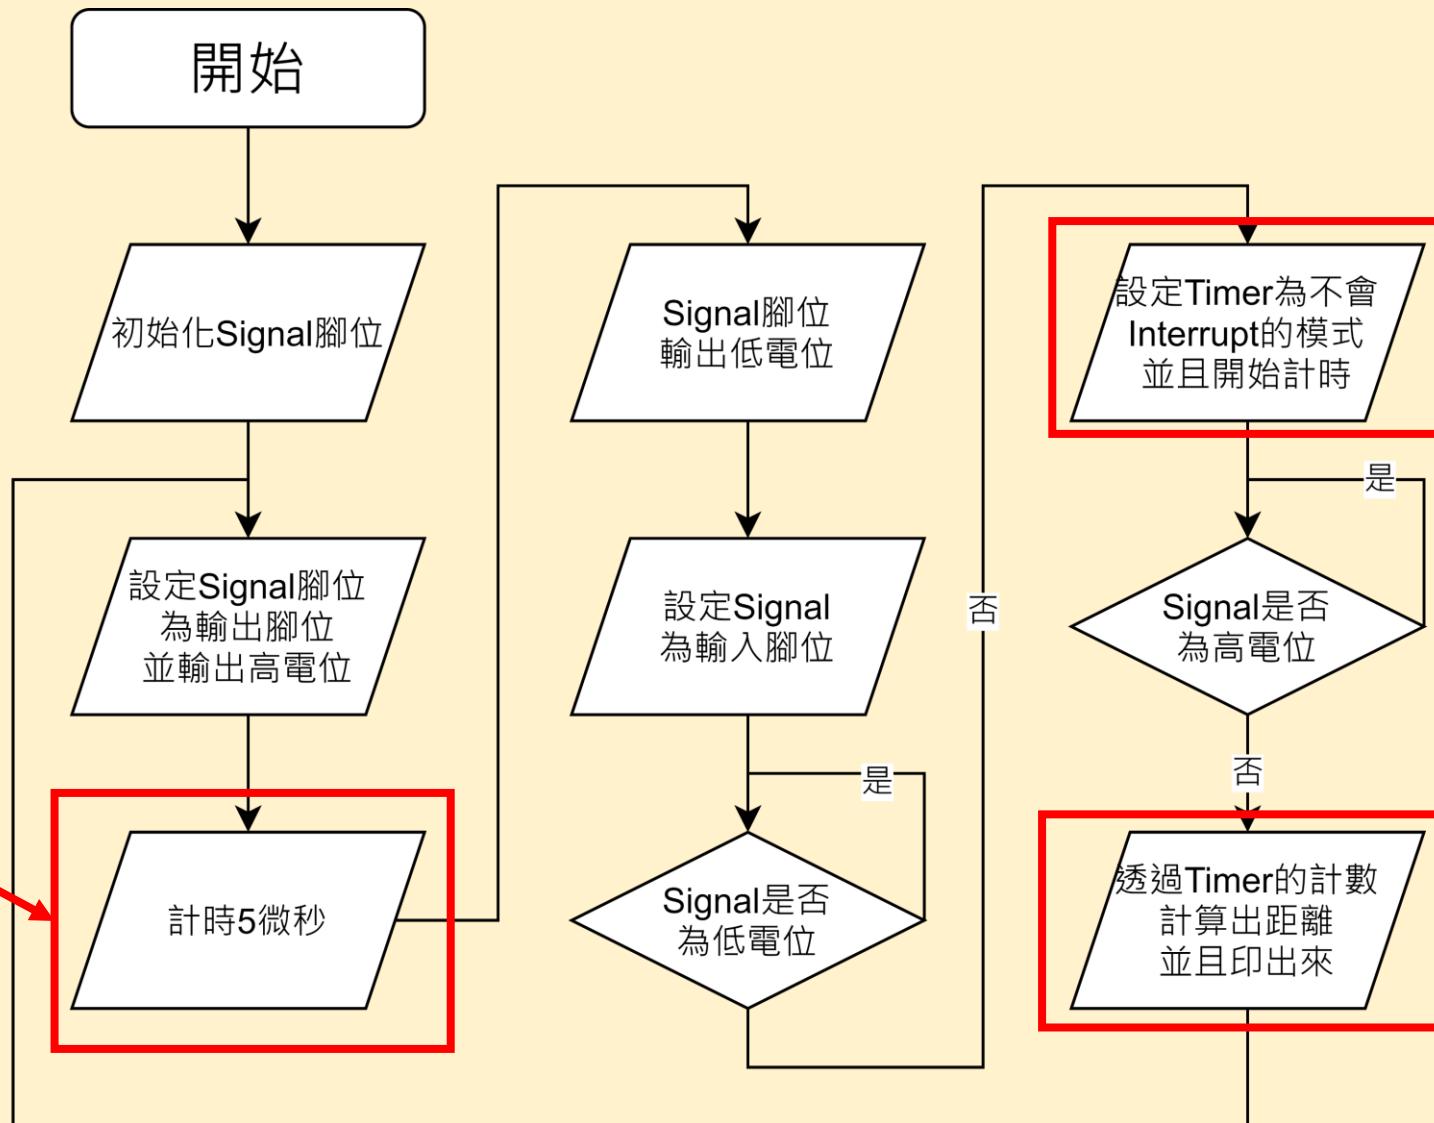 開始
初始化Signal腳位
設定Signal腳位
為輸出腳位
並輸出高電位
計時5微秒
Signal腳位
輸出低電位
設定Signal
為輸入腳位
是
Signal是否
為低電位
否
設定Timer為不會
Interrupt的模式
並且開始計時
是
Signal是否
為高電位
否
透過Timer的計數
計算出距離
並且印出來